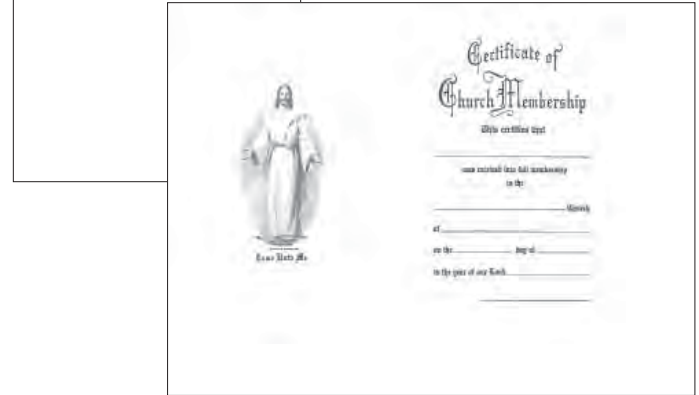 Certificate of
Church Membership
This certifies that
was received into full membership
in the
Church
of
on the day of
in the year of our Lord
Come Unto Me